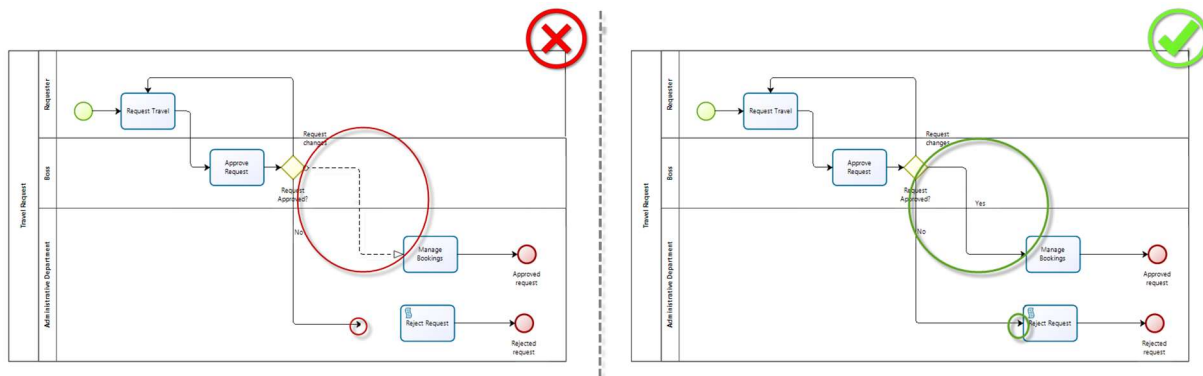 Travel Request
Requester
Boss
Administrative Department
Request Travel
Request
changes
Approve
Request
Request
Approved?
No
Manage
Bookings
Approved
request
Reject Request
Rejected
request
Travel Request
Requester
Boss
Administrative Department
Request Travel
Request
changes
Approve
Request
Request
Approved?
Yes
No
Manage
Bookings
Approved
request
Reject Request
Rejected
request